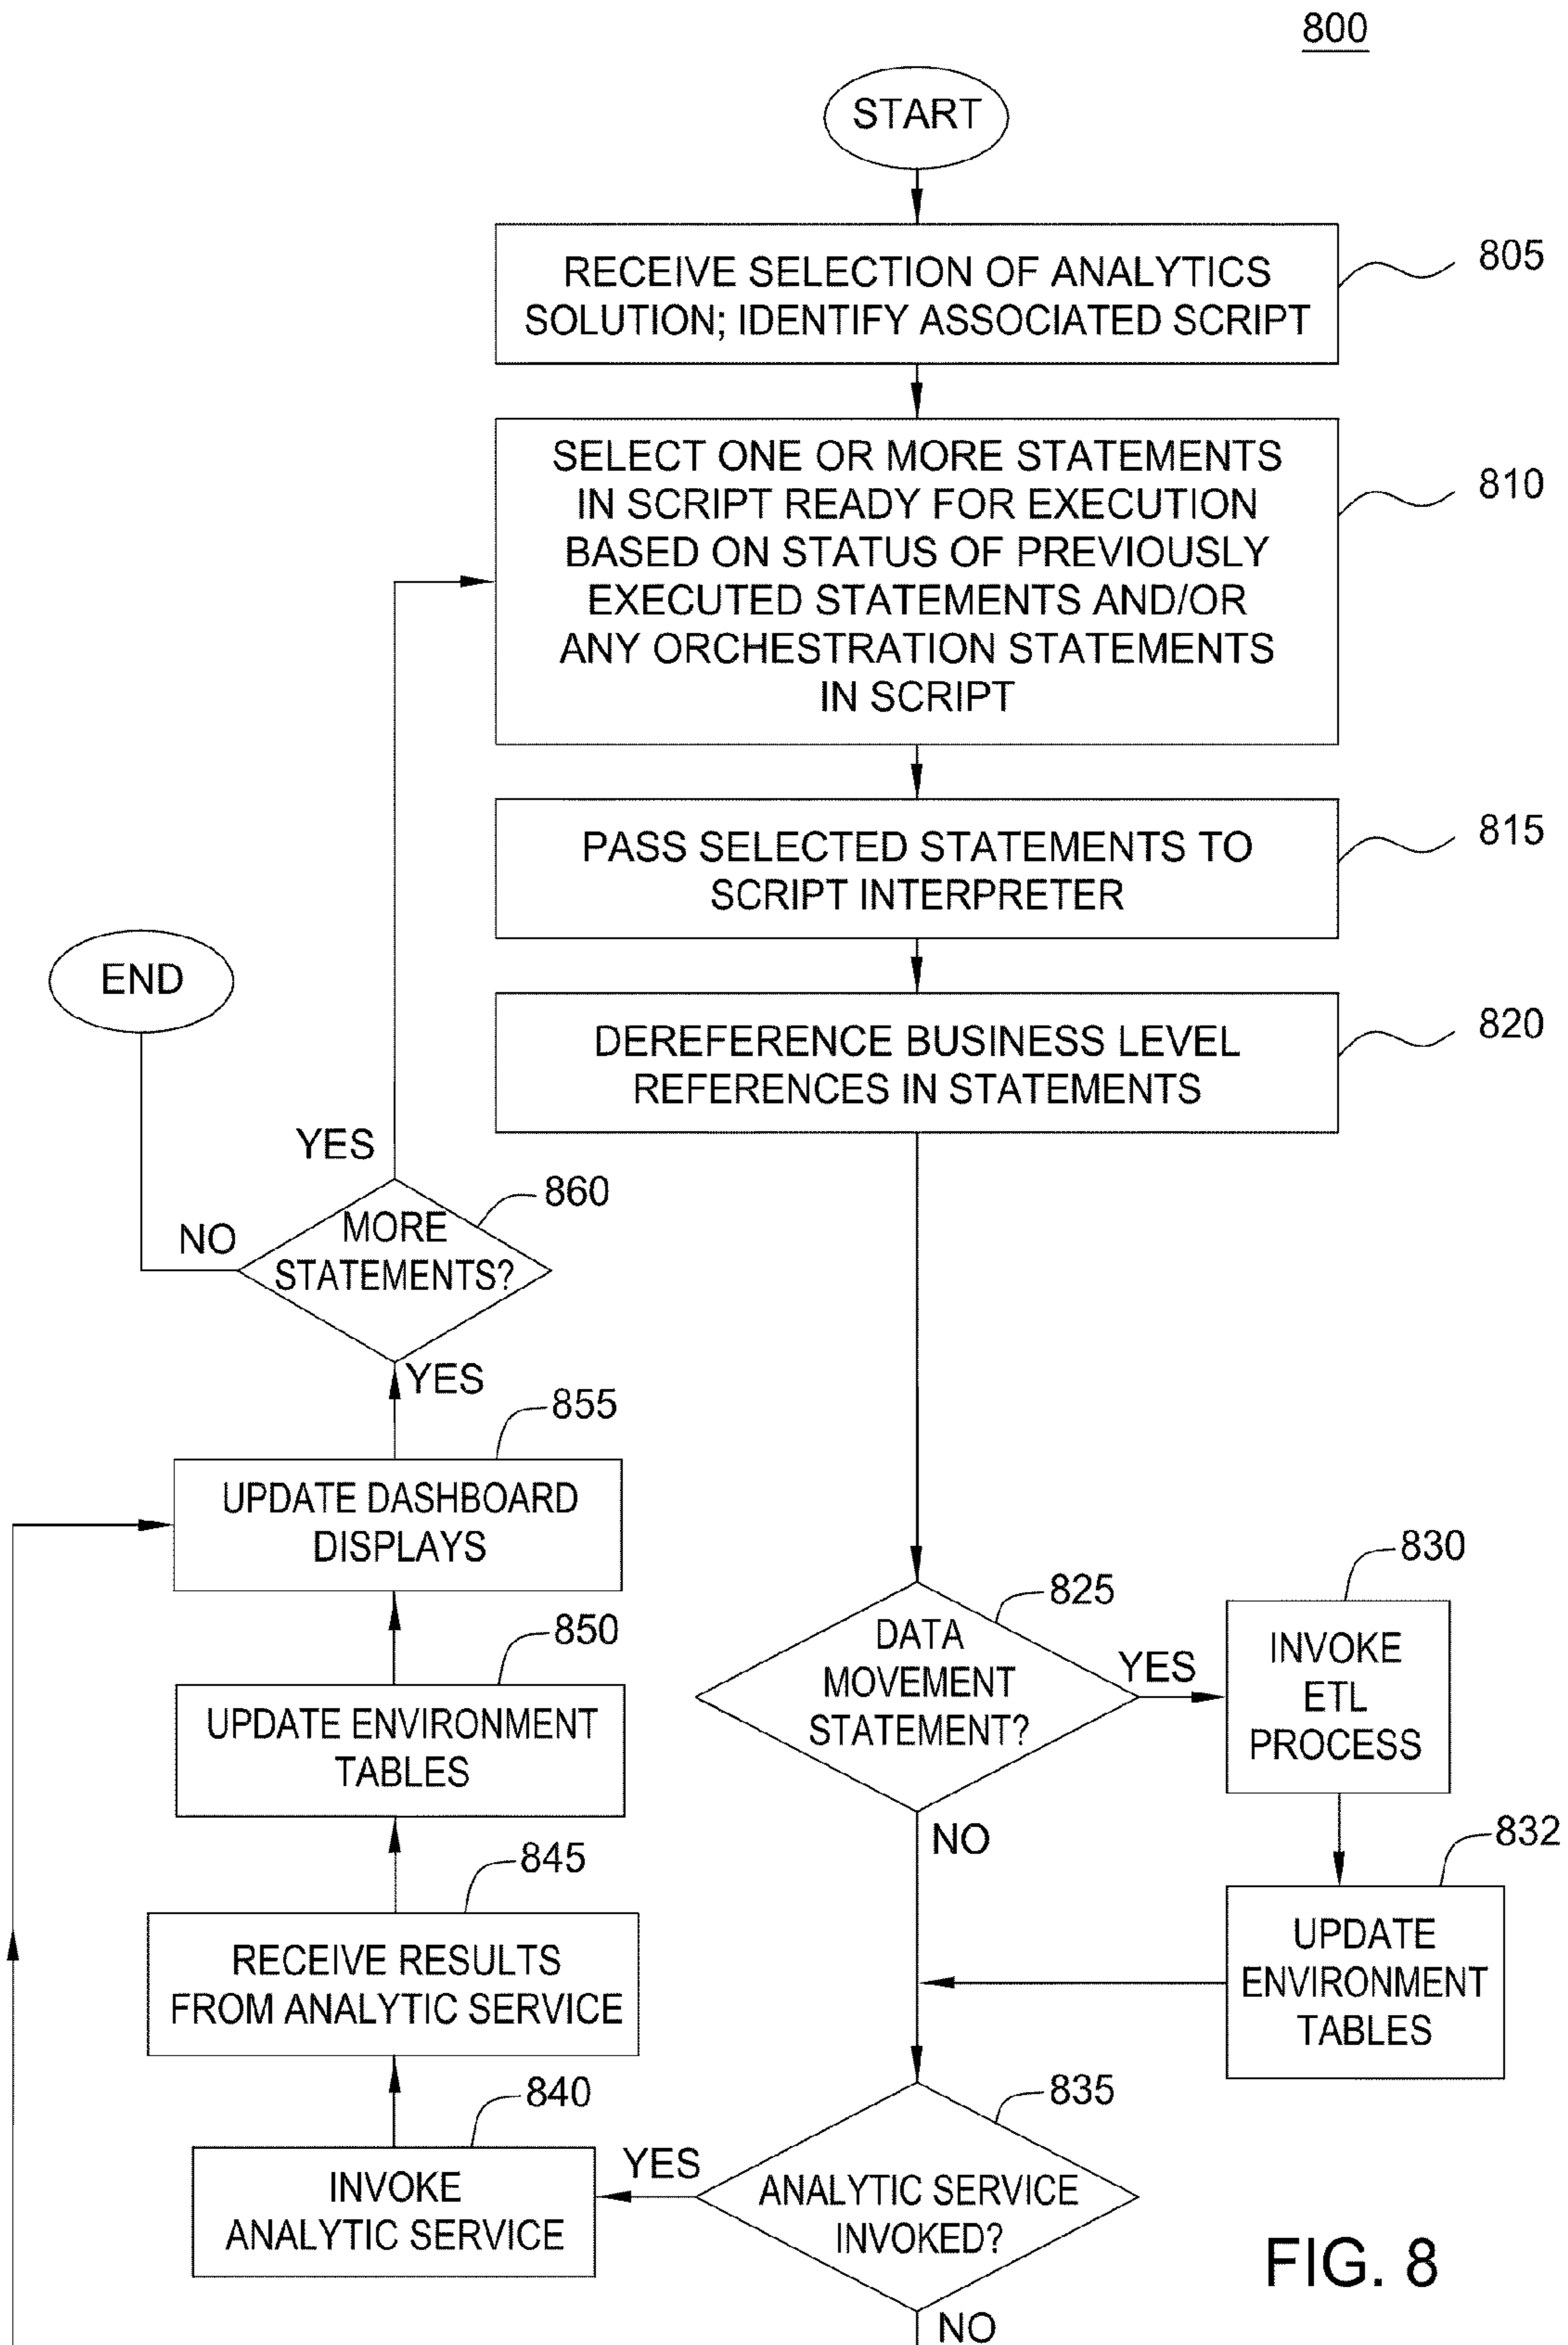 800
START
RECEIVE SELECTION OF ANALYTICS
SOLUTION; IDENTIFY ASSOCIATED SCRIPT
805
SELECT ONE OR MORE STATEMENTS
IN SCRIPT READY FOR EXECUTION
BASED ON STATUS OF PREVIOUSLY
EXECUTED STATEMENTS AND/OR
ANY ORCHESTRATION STATEMENTS
IN SCRIPT
810
PASS SELECTED STATEMENTS TO
SCRIPT INTERPRETER
815
DEREFERENCE BUSINESS LEVEL
REFERENCES IN STATEMENTS
820
DATA
MOVEMENT
STATEMENT?
825
YES
INVOKE
ETL
PROCESS
830
UPDATE
ENVIRONMENT
TABLES
832
NO
ANALYTIC SERVICE
INVOKED?
835
YES
NO
INVOKE
ANALYTIC SERVICE
840
RECEIVE RESULTS
FROM ANALYTIC SERVICE
845
UPDATE ENVIRONMENT
TABLES
850
UPDATE DASHBOARD
DISPLAYS
855
YES
MORE
STATEMENTS?
860
YES
NO
END
FIG. 8